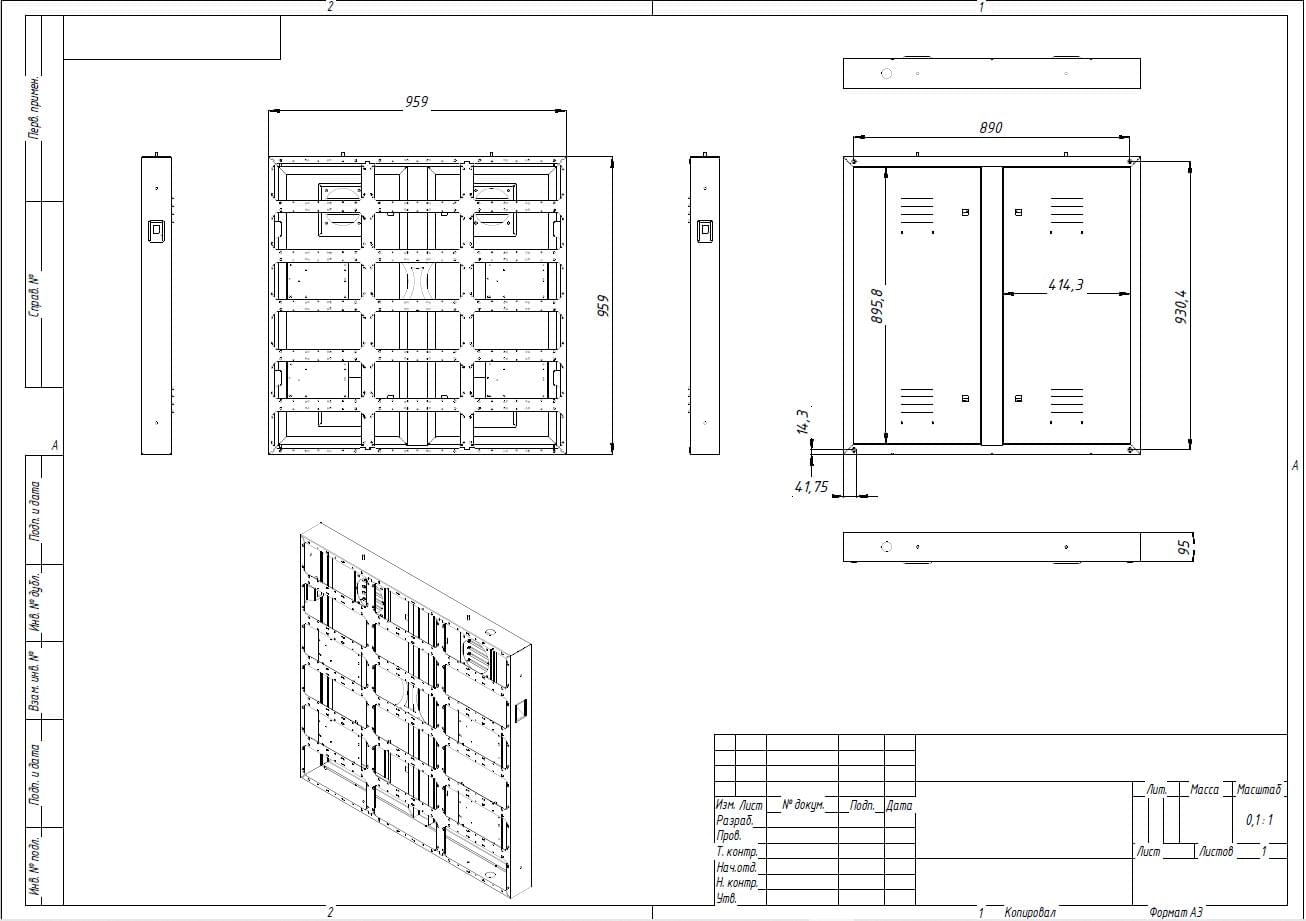 2
1
Перв. примен.
Справ. №
А
Подп. и дата
Инв. № дубл.
Взам. инв. №
Подп. и дата
Инв. № подл.
959
959
890
895,8
414,3
930,4
14,3
41,75
95
А
Изм. Лист № докум. Подп. Дата
Разраб.
Пров.
Т. контр.
Нач.отд.
Н. контр.
Утв.
Лит. Масса Масштаб
0,1 : 1
Лист Листов 1
2
1 Копировал Формат А3